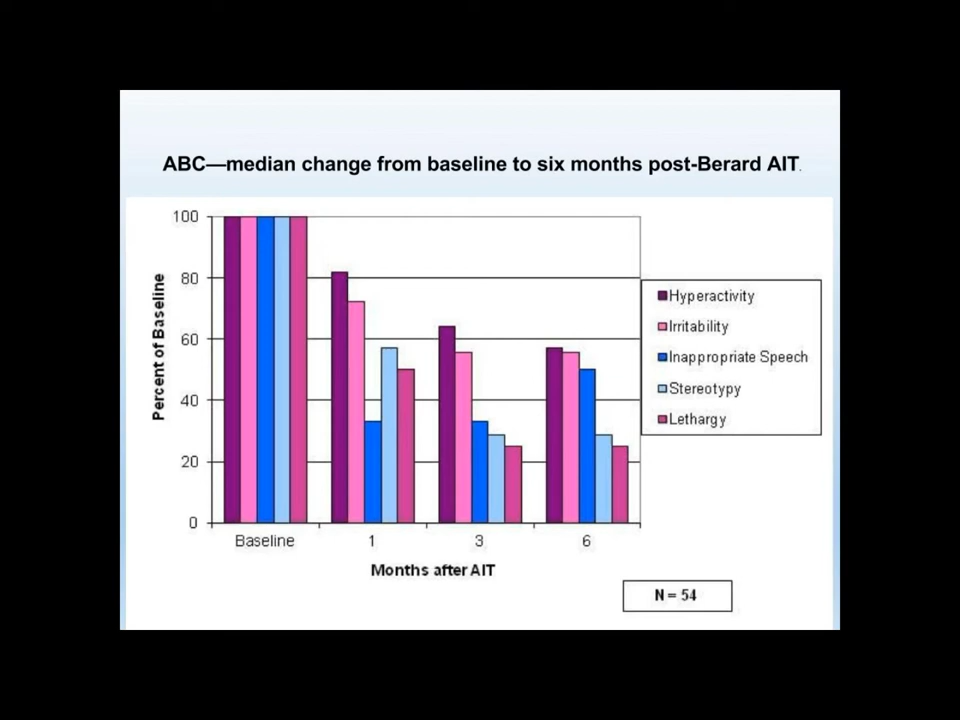 ABC—median change from baseline to six months post-Berard AIT.
100
80
60
40
20
0
Percent of Baseline
Baseline
1
3
6
Months after AIT
Hyperactivity
Irritability
Inappropriate Speech
Stereotypy
Lethargy
N = 54